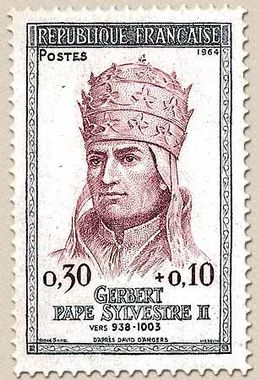 REPUBLIQUE FRANÇAISE
POSTES 1964
0,30 +0,10
GERBERT
PAPE SYLVESTRE II
VERS 938-1003
D'APRÈS DAVID D'ANGERS